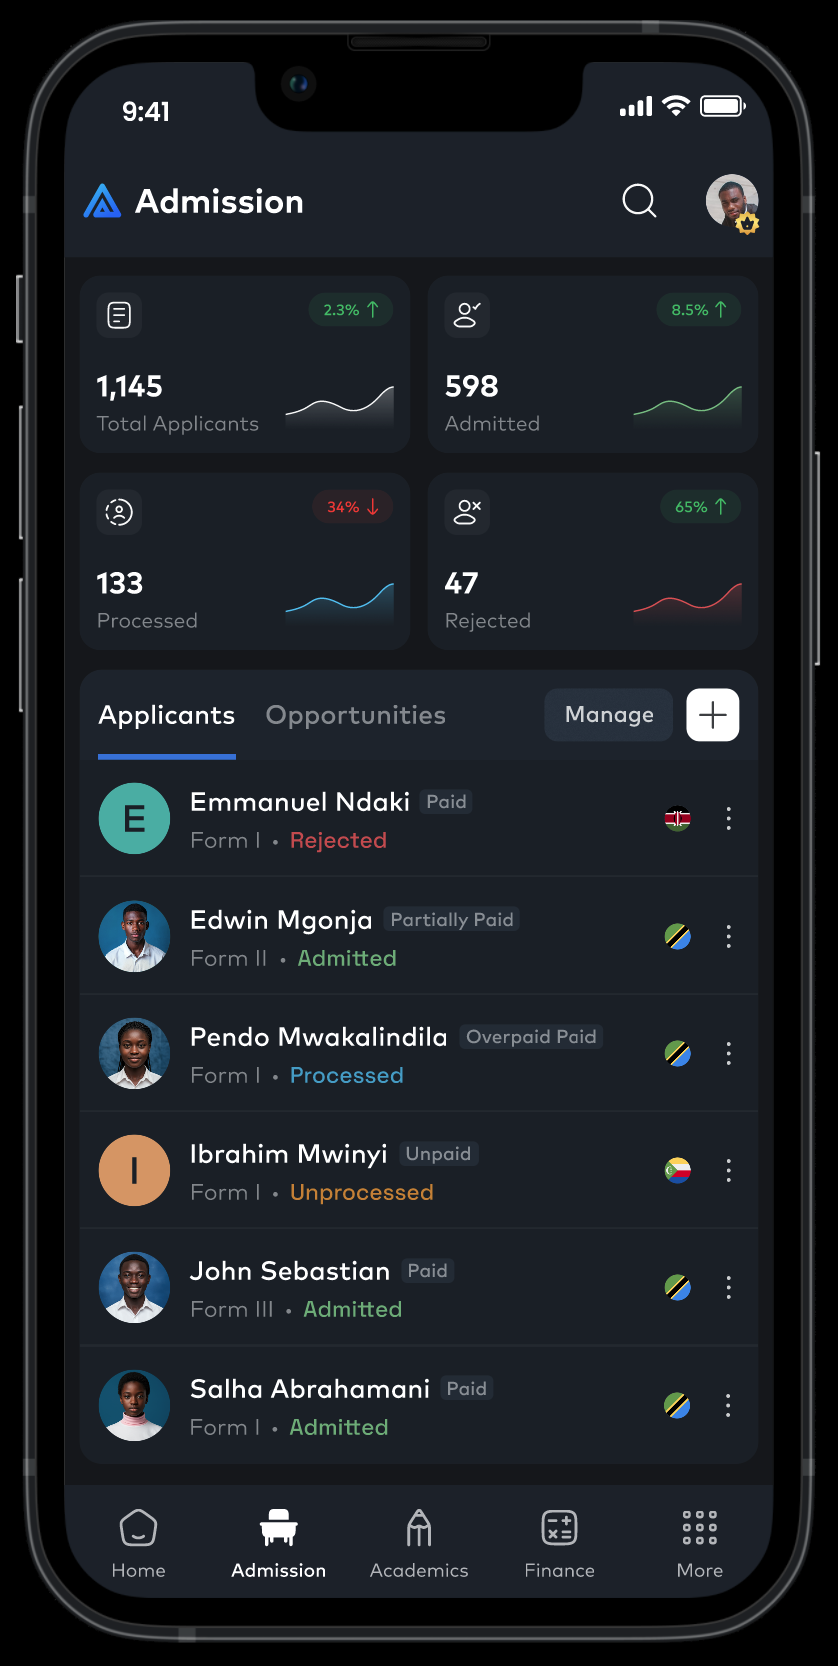 9:41
Admission
2.3% ↑
1,145
Total Applicants
8.5% ↑
598
Admitted
34% ↓
133
Processed
65% ↑
47
Rejected
Applicants Opportunities Manage +
E
Emmanuel Ndaki Paid
Form I • Rejected
Edwin Mgonja Partially Paid
Form II • Admitted
Pendo Mwakalindila Overpaid Paid
Form I • Processed
I
Ibrahim Mwinyi Unpaid
Form I • Unprocessed
John Sebastian Paid
Form III • Admitted
Salha Abrahamani Paid
Form I • Admitted
Home Admission Academics Finance More